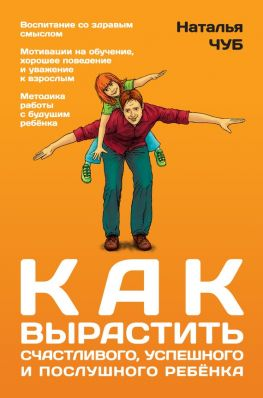 Воспитание со здравым
смыслом
Мотивации на обучение,
хорошее поведение
и уважение
к взрослым
Методика
работы
с будущим
ребёнка
Наталья
ЧУБ
КАК
ВЫРАСТИТЬ
СЧАСТЛИВОГО, УСПЕШНОГО
И ПОСЛУШНОГО РЕБЁНКА